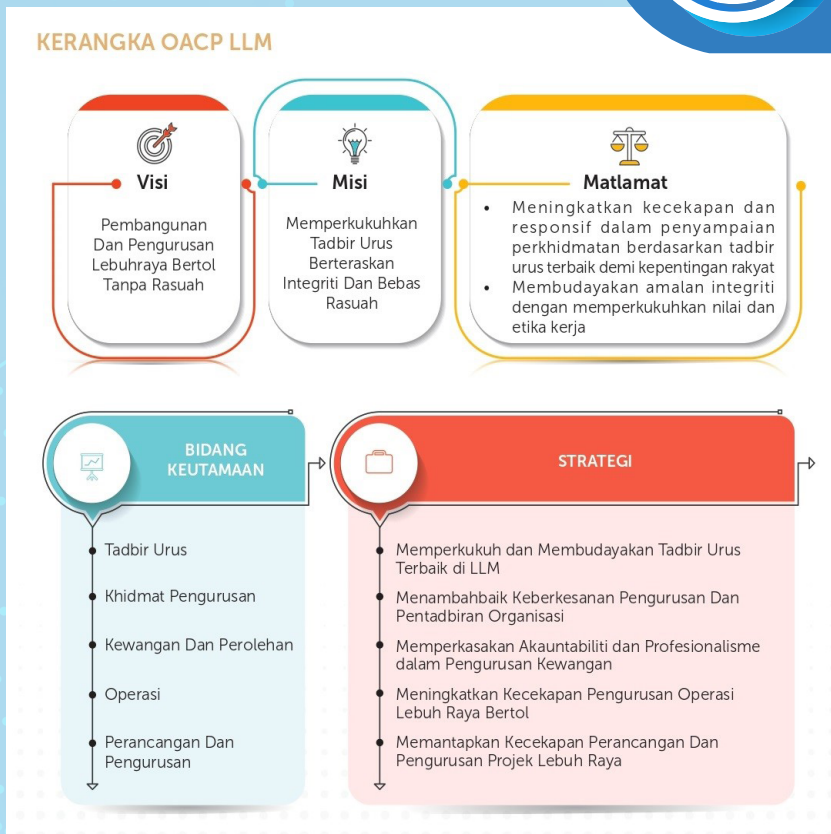 KERANGKA OACP LLM
Visi
Pembangunan
Dan Pengurusan
Lebuhraya Bertol
Tanpa Rasuah
Misi
Memperkukuhkan
Tadbir Urus
Berteraskan
Integriti Dan Bebas
Rasuah
Matlamat
• Meningkatkan kecekapan dan
responsif dalam penyampaian
perkhidmatan berdasarkan tadbir
urus terbaik demi kepentingan rakyat
• Membudayakan amalan integriti
dengan memperkukuhkan nilai dan
etika kerja
BIDANG
KEUTAMAAN
Tadbir Urus
Khidmat Pengurusan
Kewangan Dan Perolehan
Operasi
Perancangan Dan
Pengurusan
STRATEGI
Memperkukuh dan Membudayakan Tadbir Urus
Terbaik di LLM
Menambahbaik Keberkesanan Pengurusan Dan
Pentadbiran Organisasi
Memperkasakan Akauntabiliti dan Profesionalisme
dalam Pengurusan Kewangan
Meningkatkan Kecekapan Pengurusan Operasi
Lebuh Raya Bertol
Memantapkan Kecekapan Perancangan Dan
Pengurusan Projek Lebuh Raya